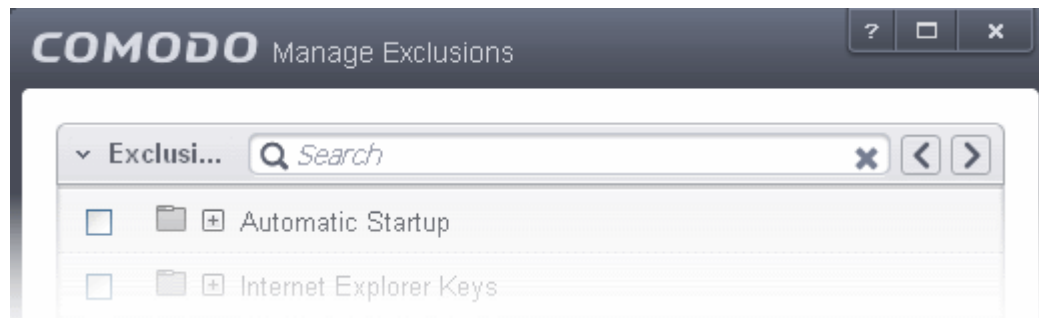 COMODO Manage Exclusions ?
Exclusi... Search
Automatic Startup
Internet Explorer Keys